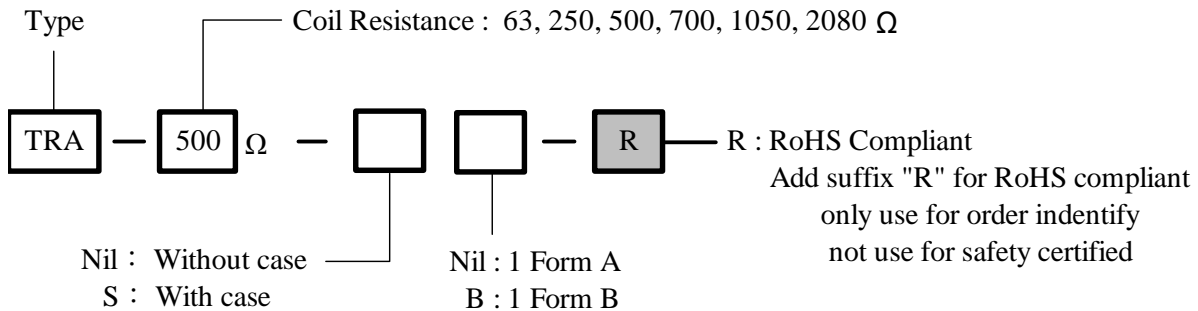 Type
Coil Resistance : 63, 250, 500, 700, 1050, 2080 Ω
TRA — 500 Ω — — R — R : RoHS Compliant
Add suffix "R" for RoHS compliant
only use for order indentify
not use for safety certified
Nil : Without case
S : With case
Nil : 1 Form A
B : 1 Form B